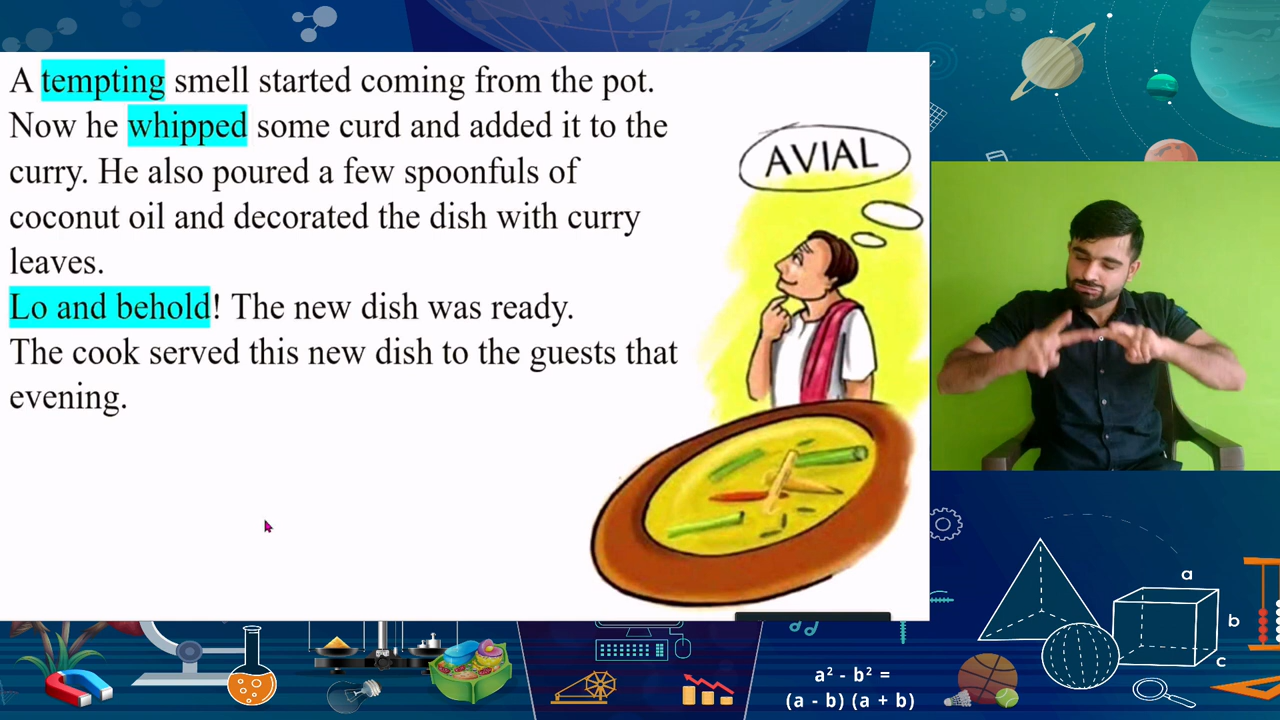 A tempting smell started coming from the pot.
Now he whipped some curd and added it to the
curry. He also poured a few spoonfuls of
coconut oil and decorated the dish with curry
leaves.
Lo and behold! The new dish was ready.
The cook served this new dish to the guests that
evening.
AVIAL
a
b
c
a² - b² =
(a - b) (a + b)